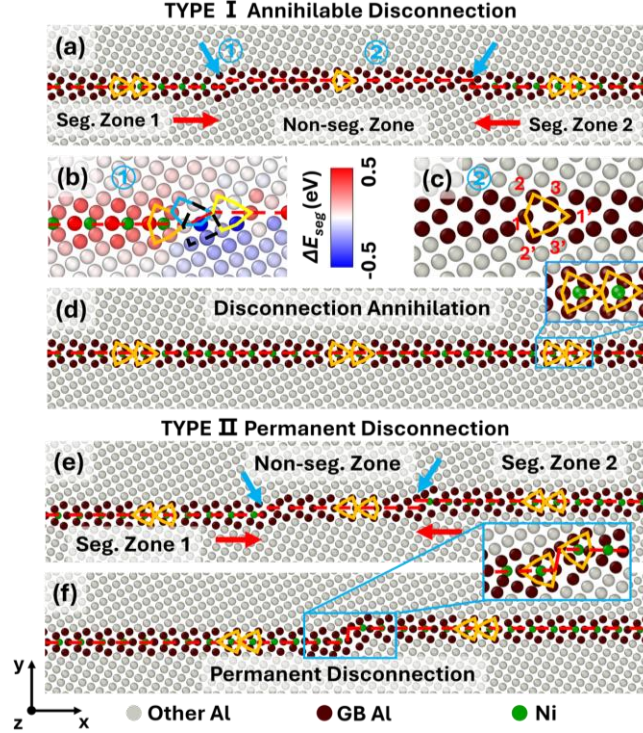 TYPE I Annihilable Disconnection
(a)
① ②
Seg. Zone 1 Non-seg. Zone Seg. Zone 2
(b) ①
0.5
ΔE_seg (eV)
-0.5
(c) ②
2 3
1 1'
2' 3'
(d) Disconnection Annihilation
TYPE II Permanent Disconnection
(e) Non-seg. Zone Seg. Zone 2
Seg. Zone 1
(f)
Permanent Disconnection
y
z x
Other Al GB Al Ni